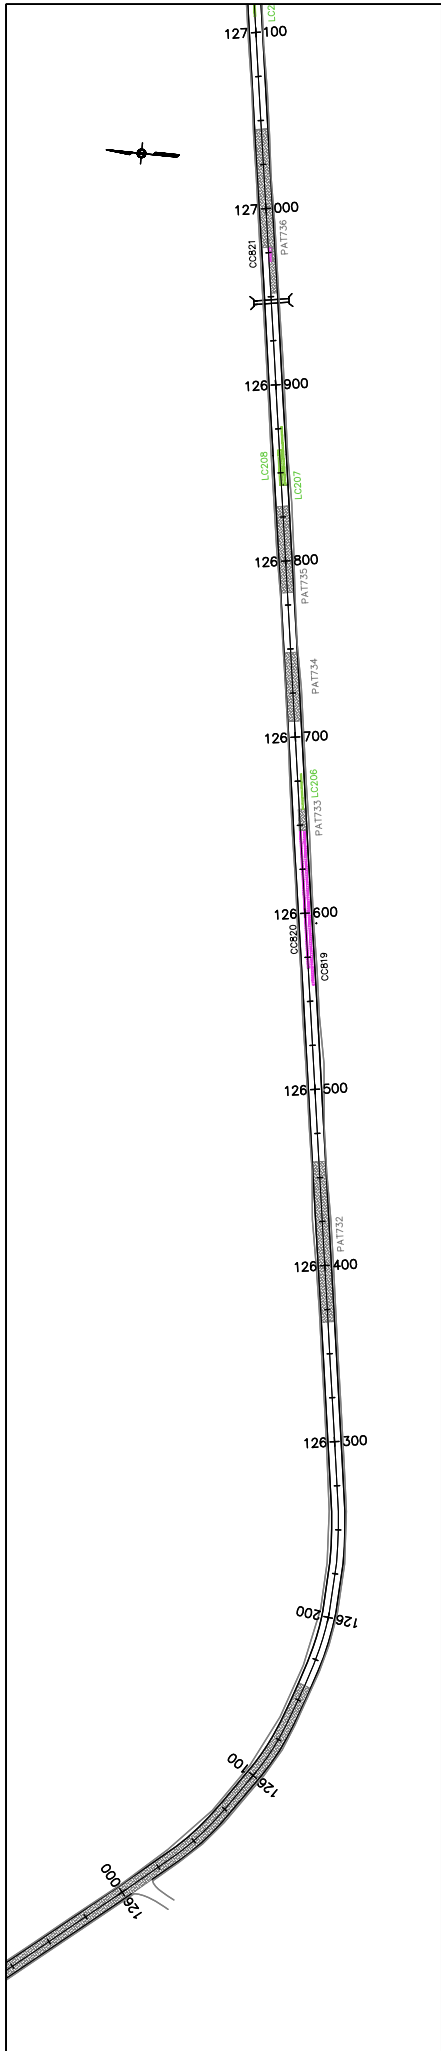 LC2
127 100
127 000
CC821
PAT736
126 900
LC208
LC207
126 800
PAT735
PAT734
126 700
LC206
PAT733
126 600
CC820
CC819
126 500
PAT732
126 400
126 300
126 200
126 100
126 000